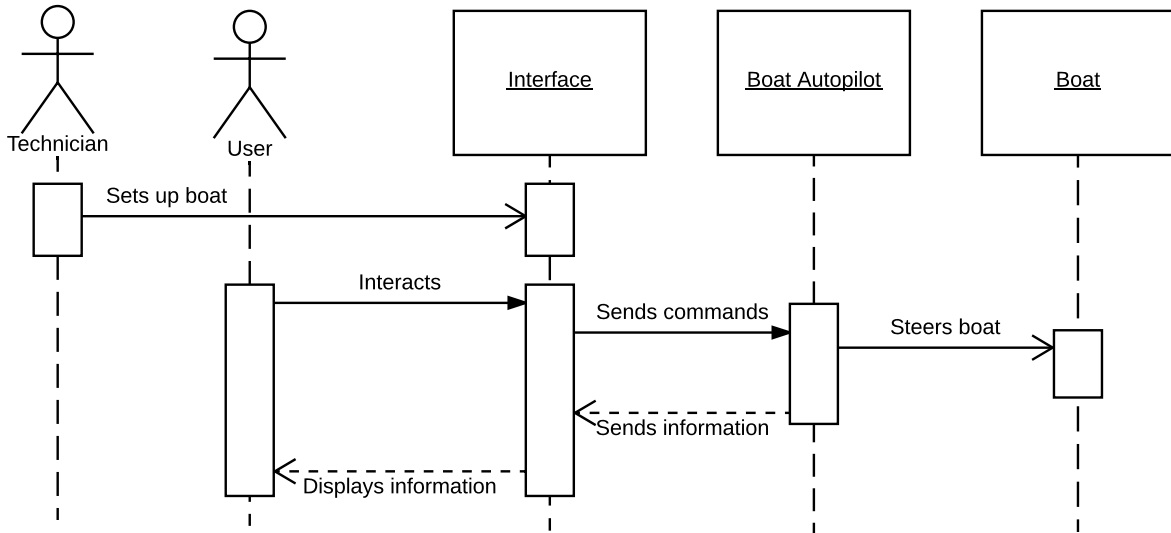 Technician
User
Interface
Boat Autopilot
Boat
Sets up boat
Interacts
Sends commands
Steers boat
Sends information
Displays information